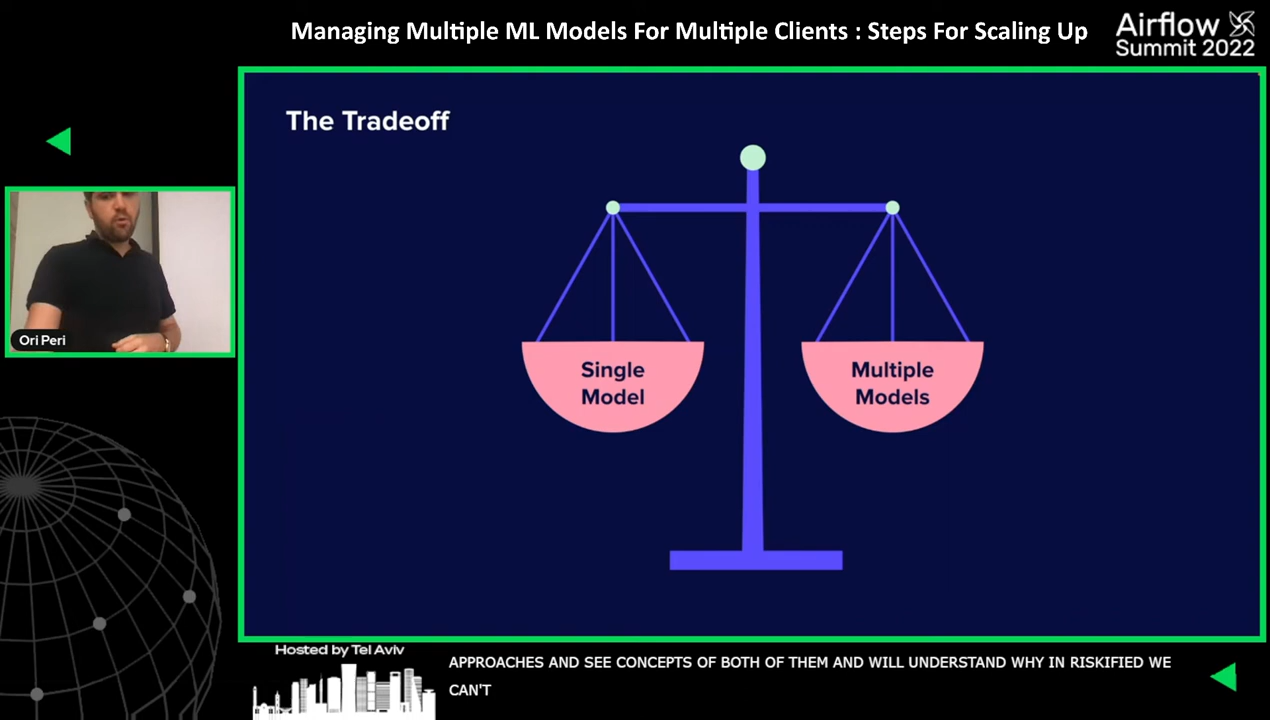 Managing Multiple ML Models For Multiple Clients : Steps For Scaling Up
Airflow
Summit 2022
The Tradeoff
Single
Model
Multiple
Models
Ori Peri
Hosted by Tel Aviv
APPROACHES AND SEE CONCEPTS OF BOTH OF THEM AND WILL UNDERSTAND WHY IN RISKIFIED WE
CAN'T